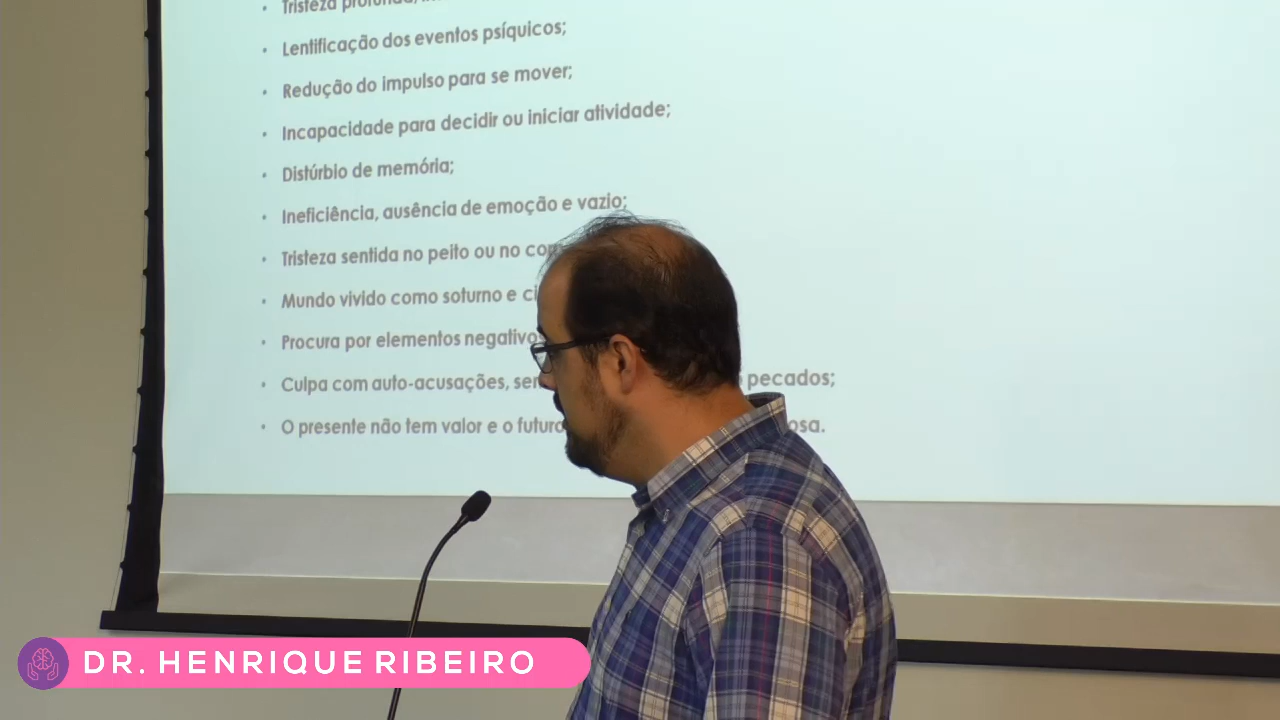 • Tristeza
• Lentificação dos eventos psíquicos;
• Redução do impulso para se mover;
• Incapacidade para decidir ou iniciar atividade;
• Distúrbio de memória;
• Ineficiência, ausência de emoção e vazio;
• Tristeza sentida no peito ou no
• Mundo vivido como soturno e
• Procura por elementos negativos
• Culpa com auto-acusações, pecados;
• O presente não tem valor e o futuro
DR. HENRIQUE RIBEIRO